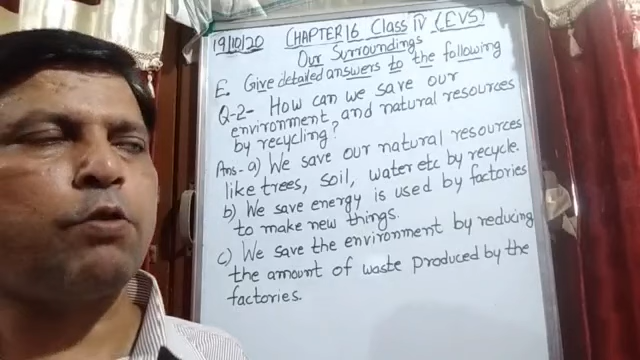 19/10/20 CHAPTER 16 Class IV (EVS)
Our Surroundings
E. Give detailed answers to the following
Q-2- How can we save our
environment and natural resources
by recycling?
Ans- a) We save our natural resources
like trees, soil, water etc by recycle.
b) We save energy is used by factories
to make new things.
c) We save the environment by reducing
the amount of waste produced by the
factories.